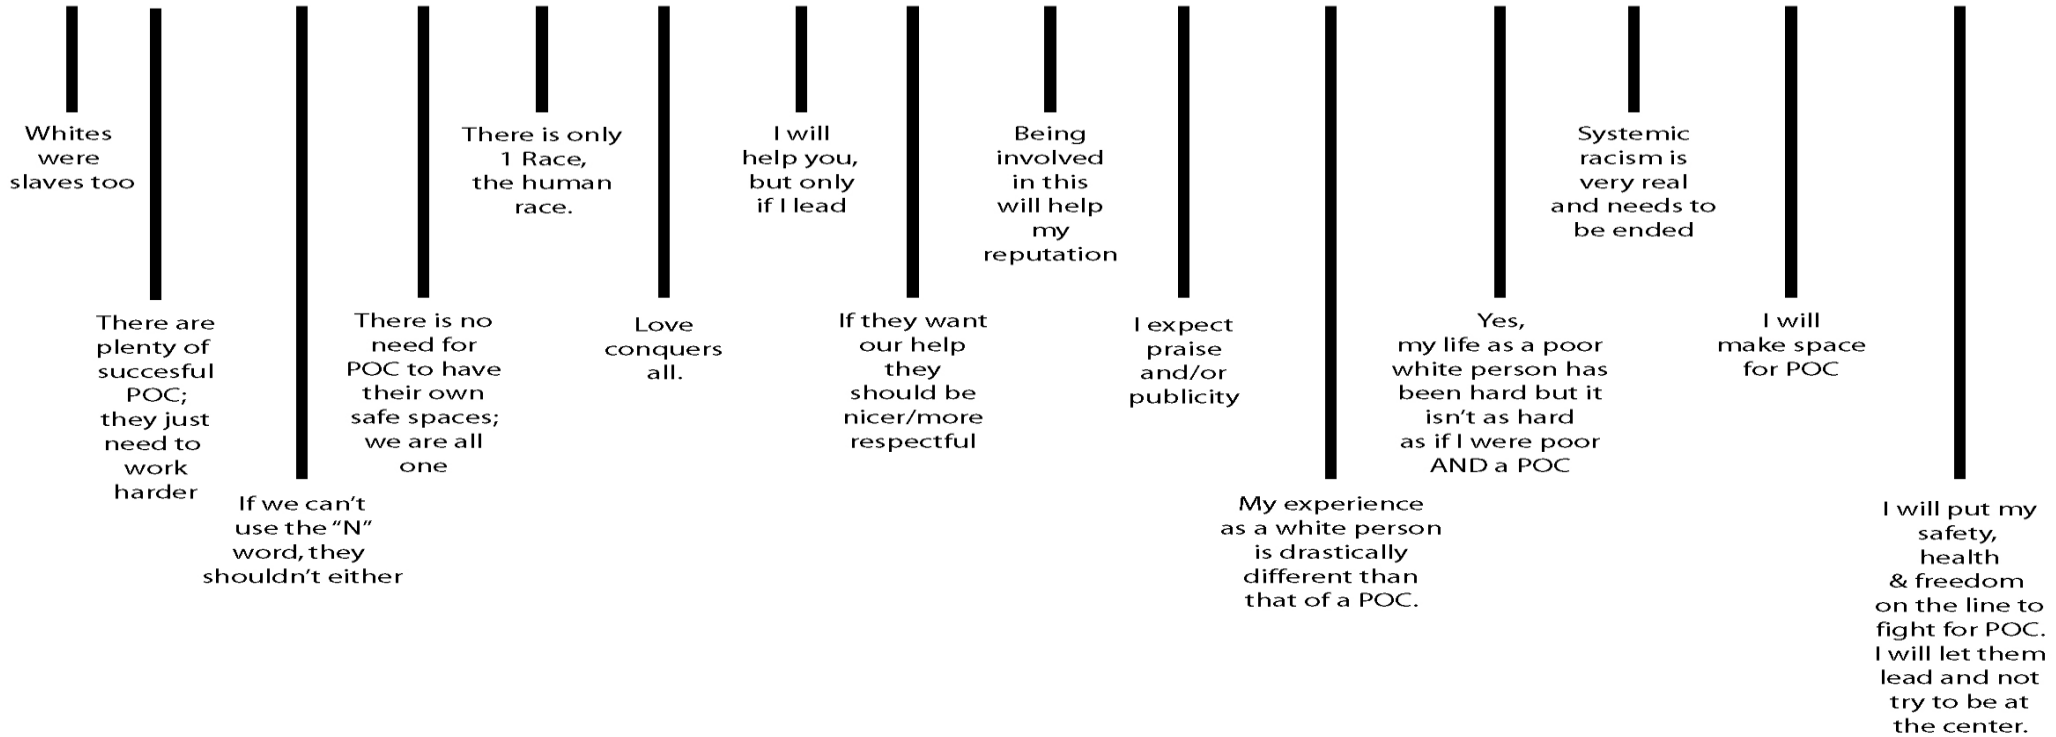 Whites
were
slaves too
There are
plenty of
succesful
POC;
they just
need to
work
harder
If we can't
use the "N"
word, they
shouldn't either
There is no
need for
POC to have
their own
safe spaces;
we are all
one
There is only
1 Race,
the human
race.
Love
conquers
all.
I will
help you,
but only
if I lead
If they want
our help
they
should be
nicer/more
respectful
Being
involved
in this
will help
my
reputation
I expect
praise
and/or
publicity
My experience
as a white person
is drastically
different than
that of a POC.
Yes,
my life as a poor
white person has
been hard but it
isn't as hard
as if I were poor
AND a POC
Systemic
racism is
very real
and needs to
be ended
I will
make space
for POC
I will put my
safety,
health
& freedom
on the line to
fight for POC.
I will let them
lead and not
try to be at
the center.